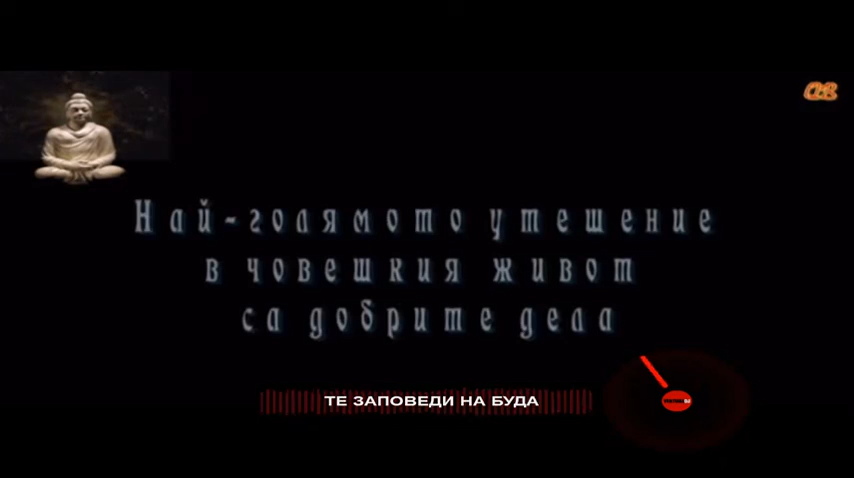 Най-голямото утешение
в човешкия живот
са добрите дела
ТЕ ЗАПОВЕДИ НА БУДА